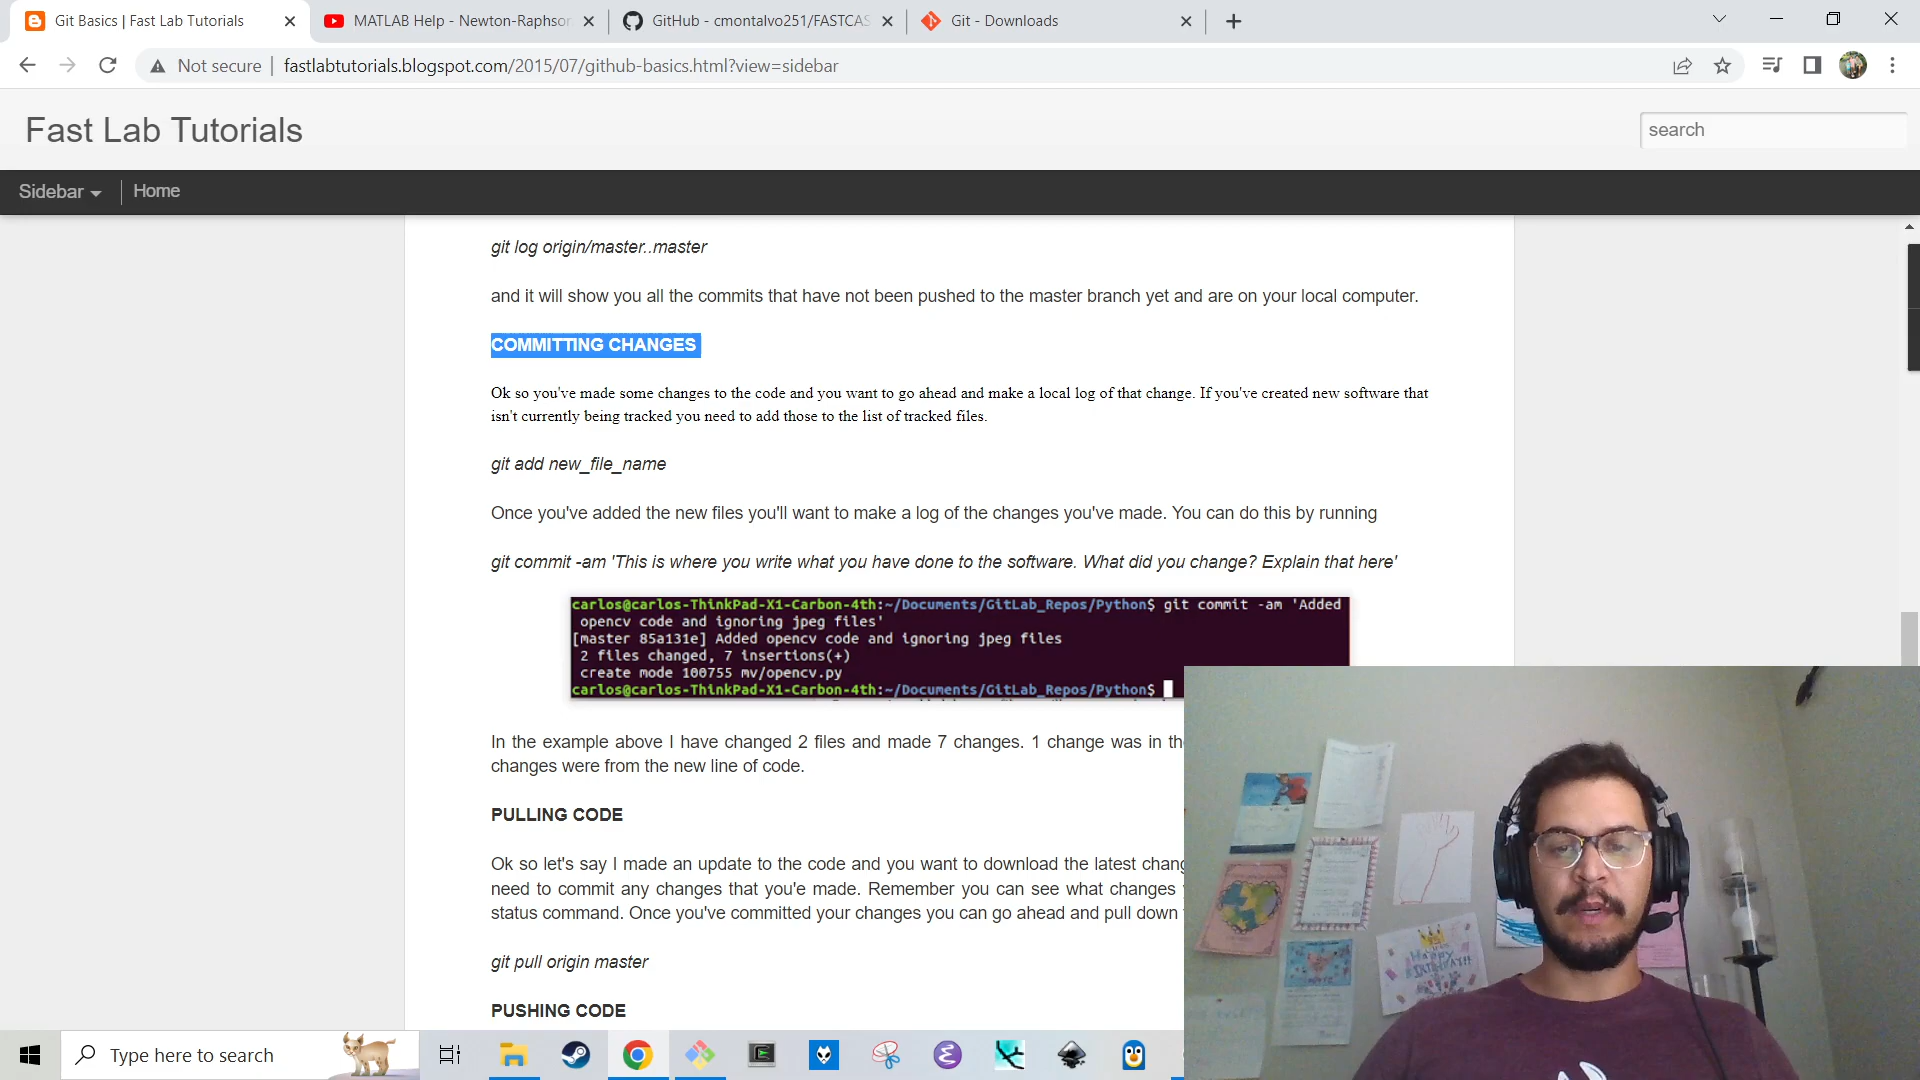 Git Basics | Fast Lab Tutorials
MATLAB Help - Newton-Raphson
GitHub - cmontalvo251/FASTCAS
Git - Downloads
Not secure
fastlabtutorials.blogspot.com/2015/07/github-basics.html?view=sidebar
Fast Lab Tutorials
search
Sidebar
Home
git log origin/master..master
and it will show you all the commits that have not been pushed to the master branch yet and are on your local computer.
COMMITTING CHANGES
Ok so you've made some changes to the code and you want to go ahead and make a local log of that change. If you've created new software that
isn't currently being tracked you need to add those to the list of tracked files.
git add new_file_name
Once you've added the new files you'll want to make a log of the changes you've made. You can do this by running
git commit -am 'This is where you write what you have done to the software. What did you change? Explain that here'
carlos@carlos-ThinkPad-X1-Carbon-4th:~/Documents/GitLab_Repos/Python$ git commit -am 'Added
opencv code and ignoring jpeg files'
[master 85a131e] Added opencv code and ignoring jpeg files
2 files changed, 7 insertions(+)
create mode 100755 mv/opencv.py
carlos@carlos-ThinkPad-X1-Carbon-4th:~/Documents/GitLab_Repos/Python$
In the example above I have changed 2 files and made 7 changes. 1 change was in th
changes were from the new line of code.
PULLING CODE
Ok so let's say I made an update to the code and you want to download the latest chang
need to commit any changes that you'e made. Remember you can see what changes
status command. Once you've committed your changes you can go ahead and pull down
git pull origin master
PUSHING CODE
HAPPY
BIRTHDAY!!
Type here to search